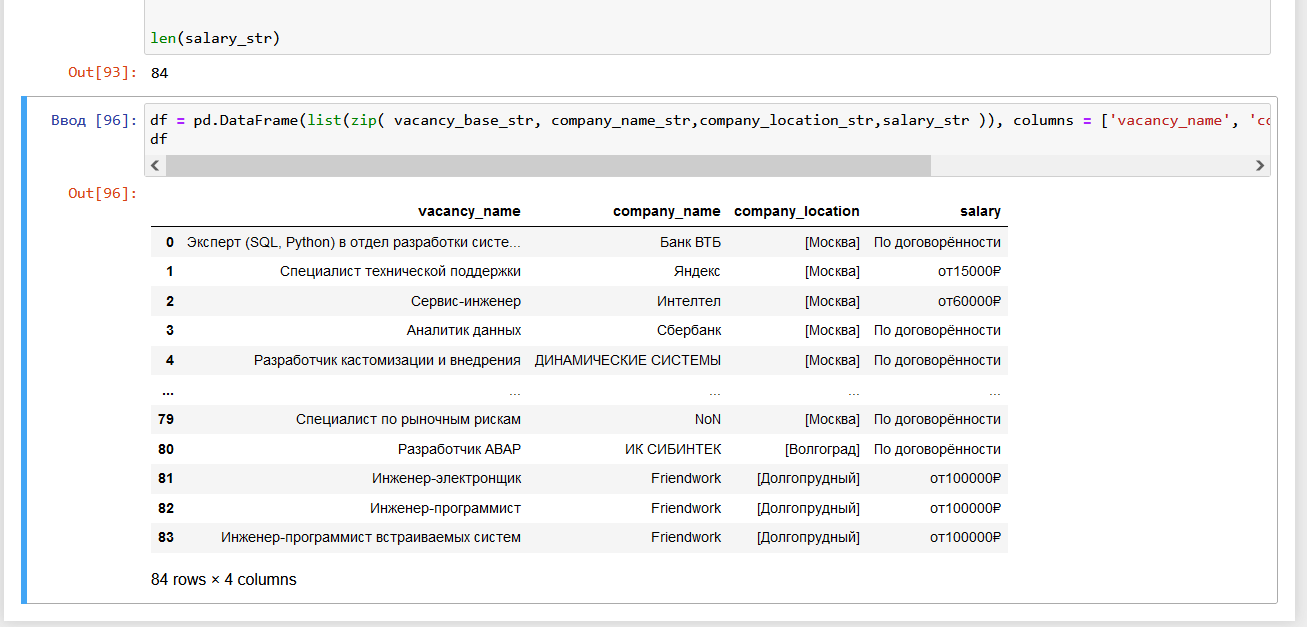 len(salary_str)
Out[93]: 84
Ввод [96]: df = pd.DataFrame(list(zip( vacancy_base_str, company_name_str,company_location_str,salary_str )), columns = ['vacancy_name', 'cc
df
Out[96]:
vacancy_name company_name company_location salary
0 Эксперт (SQL, Python) в отдел разработки систе... Банк ВТБ [Москва] По договорённости
1 Специалист технической поддержки Яндекс [Москва] от15000₽
2 Сервис-инженер Интелтел [Москва] от60000₽
3 Аналитик данных Сбербанк [Москва] По договорённости
4 Разработчик кастомизации и внедрения ДИНАМИЧЕСКИЕ СИСТЕМЫ [Москва] По договорённости
... ... ... ... ...
79 Специалист по рыночным рискам NoN [Москва] По договорённости
80 Разработчик ABAP ИК СИБИНТЕК [Волгоград] По договорённости
81 Инженер-электронщик Friendwork [Долгопрудный] от100000₽
82 Инженер-программист Friendwork [Долгопрудный] от100000₽
83 Инженер-программист встраиваемых систем Friendwork [Долгопрудный] от100000₽
84 rows × 4 columns